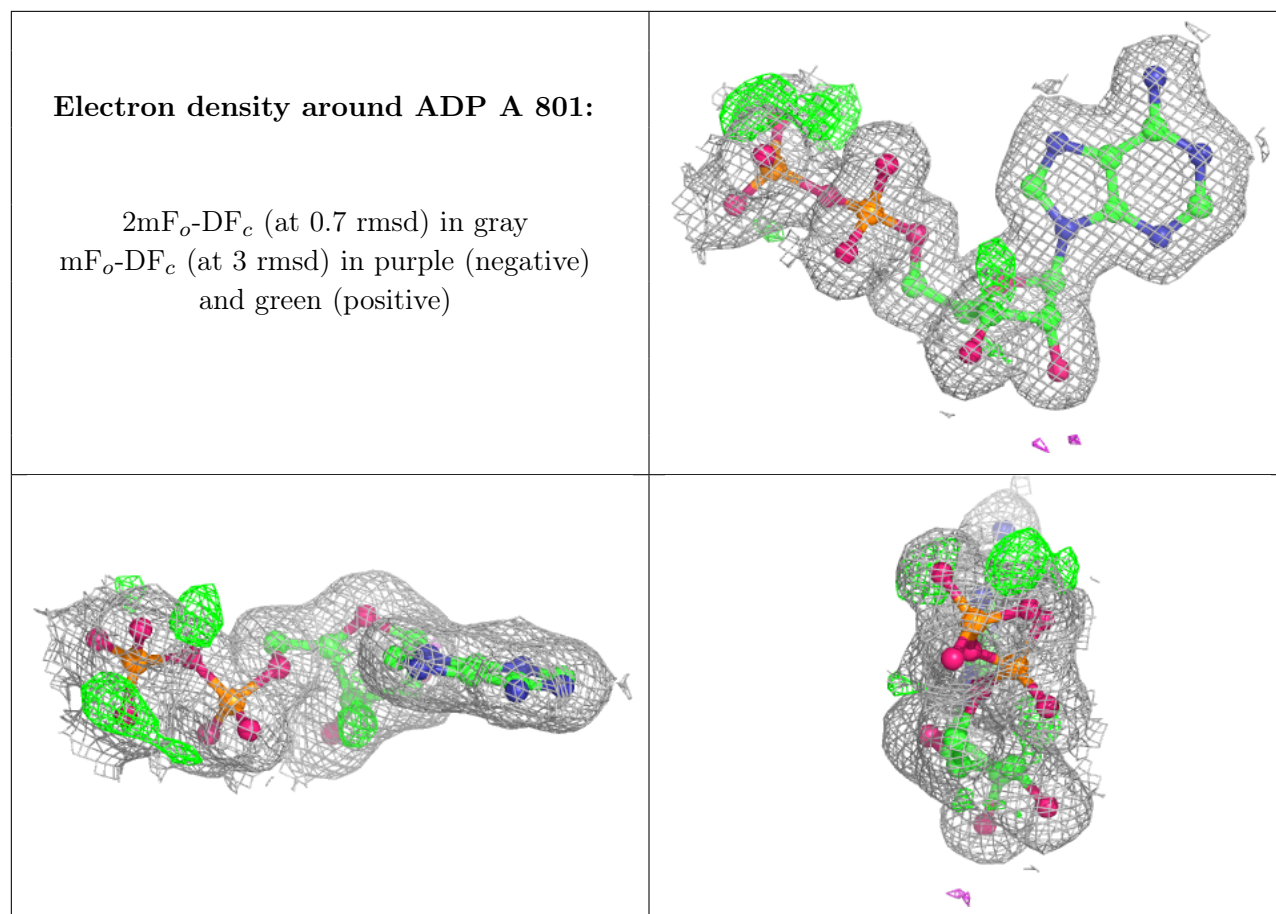 Electron density around ADP A 801:
2mFₒ-DF𝒸 (at 0.7 rmsd) in gray
mFₒ-DF𝒸 (at 3 rmsd) in purple (negative)
and green (positive)